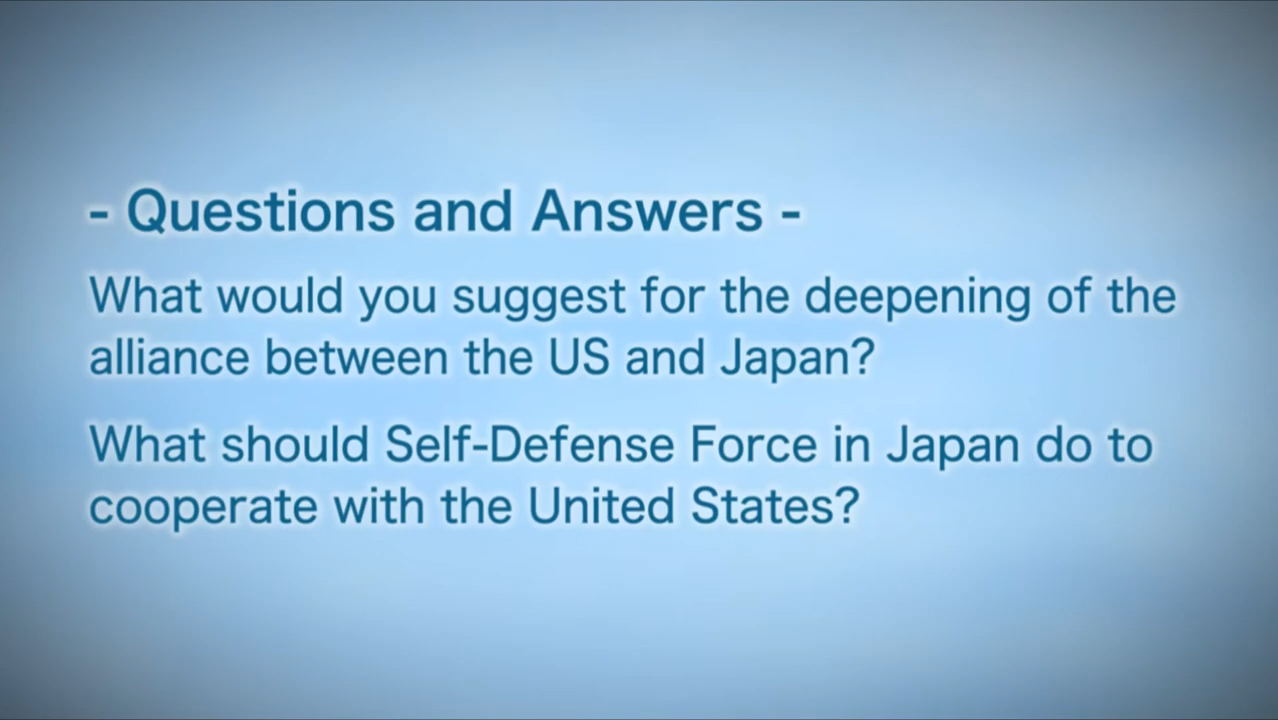 - Questions and Answers -
What would you suggest for the deepening of the
alliance between the US and Japan?
What should Self-Defense Force in Japan do to
cooperate with the United States?